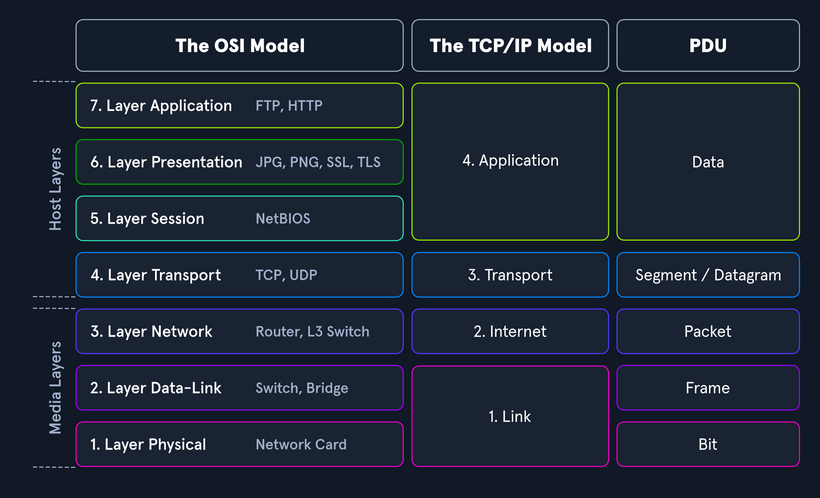 The OSI Model
The TCP/IP Model
PDU
Host Layers
7. Layer Application
FTP, HTTP
6. Layer Presentation
JPG, PNG, SSL, TLS
5. Layer Session
NetBIOS
4. Application
Data
4. Layer Transport
TCP, UDP
3. Transport
Segment / Datagram
Media Layers
3. Layer Network
Router, L3 Switch
2. Internet
Packet
2. Layer Data-Link
Switch, Bridge
Frame
1. Layer Physical
Network Card
1. Link
Bit